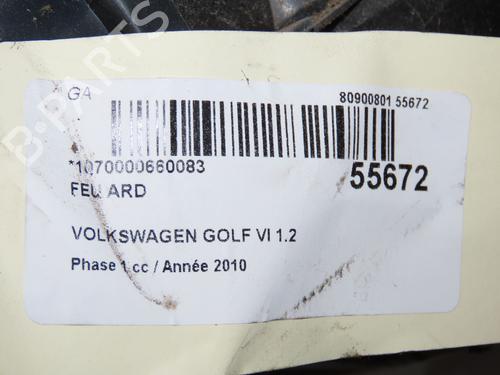 GA
80900801 55672
*1070000660083
55672
FEU ARD
VOLKSWAGEN GOLF VI 1.2
Phase 1 cc / Année 2010
B-PARTS